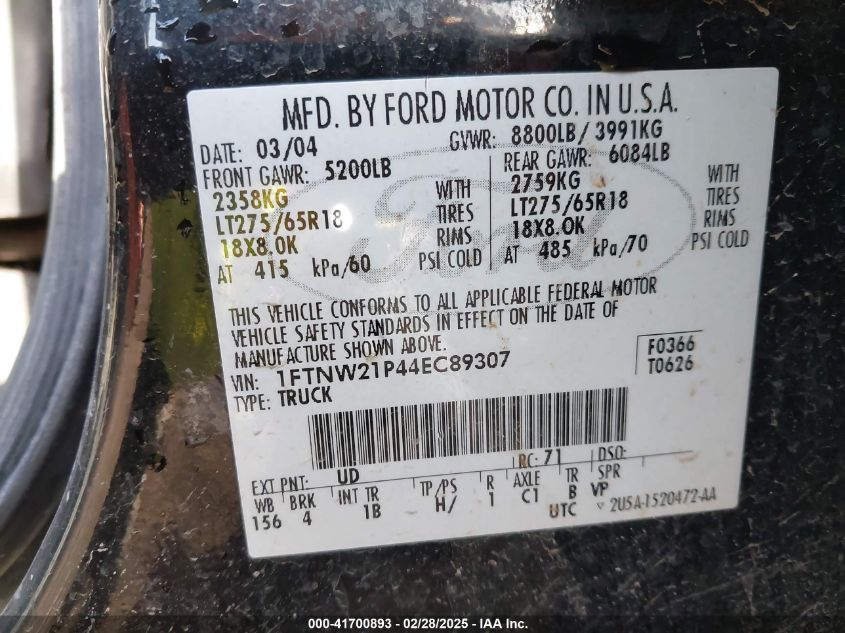 MFD. BY FORD MOTOR CO. IN U.S.A.
DATE: 03/04 GVWR: 8800LB/ 3991KG
FRONT GAWR: 5200LB REAR GAWR: 6084LB
2358KG WITH 2759KG WITH
LT275/65R18 TIRES LT275/65R18 TIRES
18X8.0K RIMS 18X8.0K RIMS
AT 415 kPa/60 PSI COLD AT 485 kPa/70 PSI COLD
Ford
THIS VEHICLE CONFORMS TO ALL APPLICABLE FEDERAL MOTOR
VEHICLE SAFETY STANDARDS IN EFFECT ON THE DATE OF
MANUFACTURE SHOWN ABOVE.
VIN: 1FTNW21P44EC89307 F0366
TYPE: TRUCK T0626
EXT PNT: UD RC: 71 DSO:
WB BRK INT TR TP/PS R AXLE TR SPR
156 4 1B H/ 1 C1 B VP
UTC ▽ 2U5A-1520472-AA
000-41700893 / 02/28/2025 - IAA Inc.